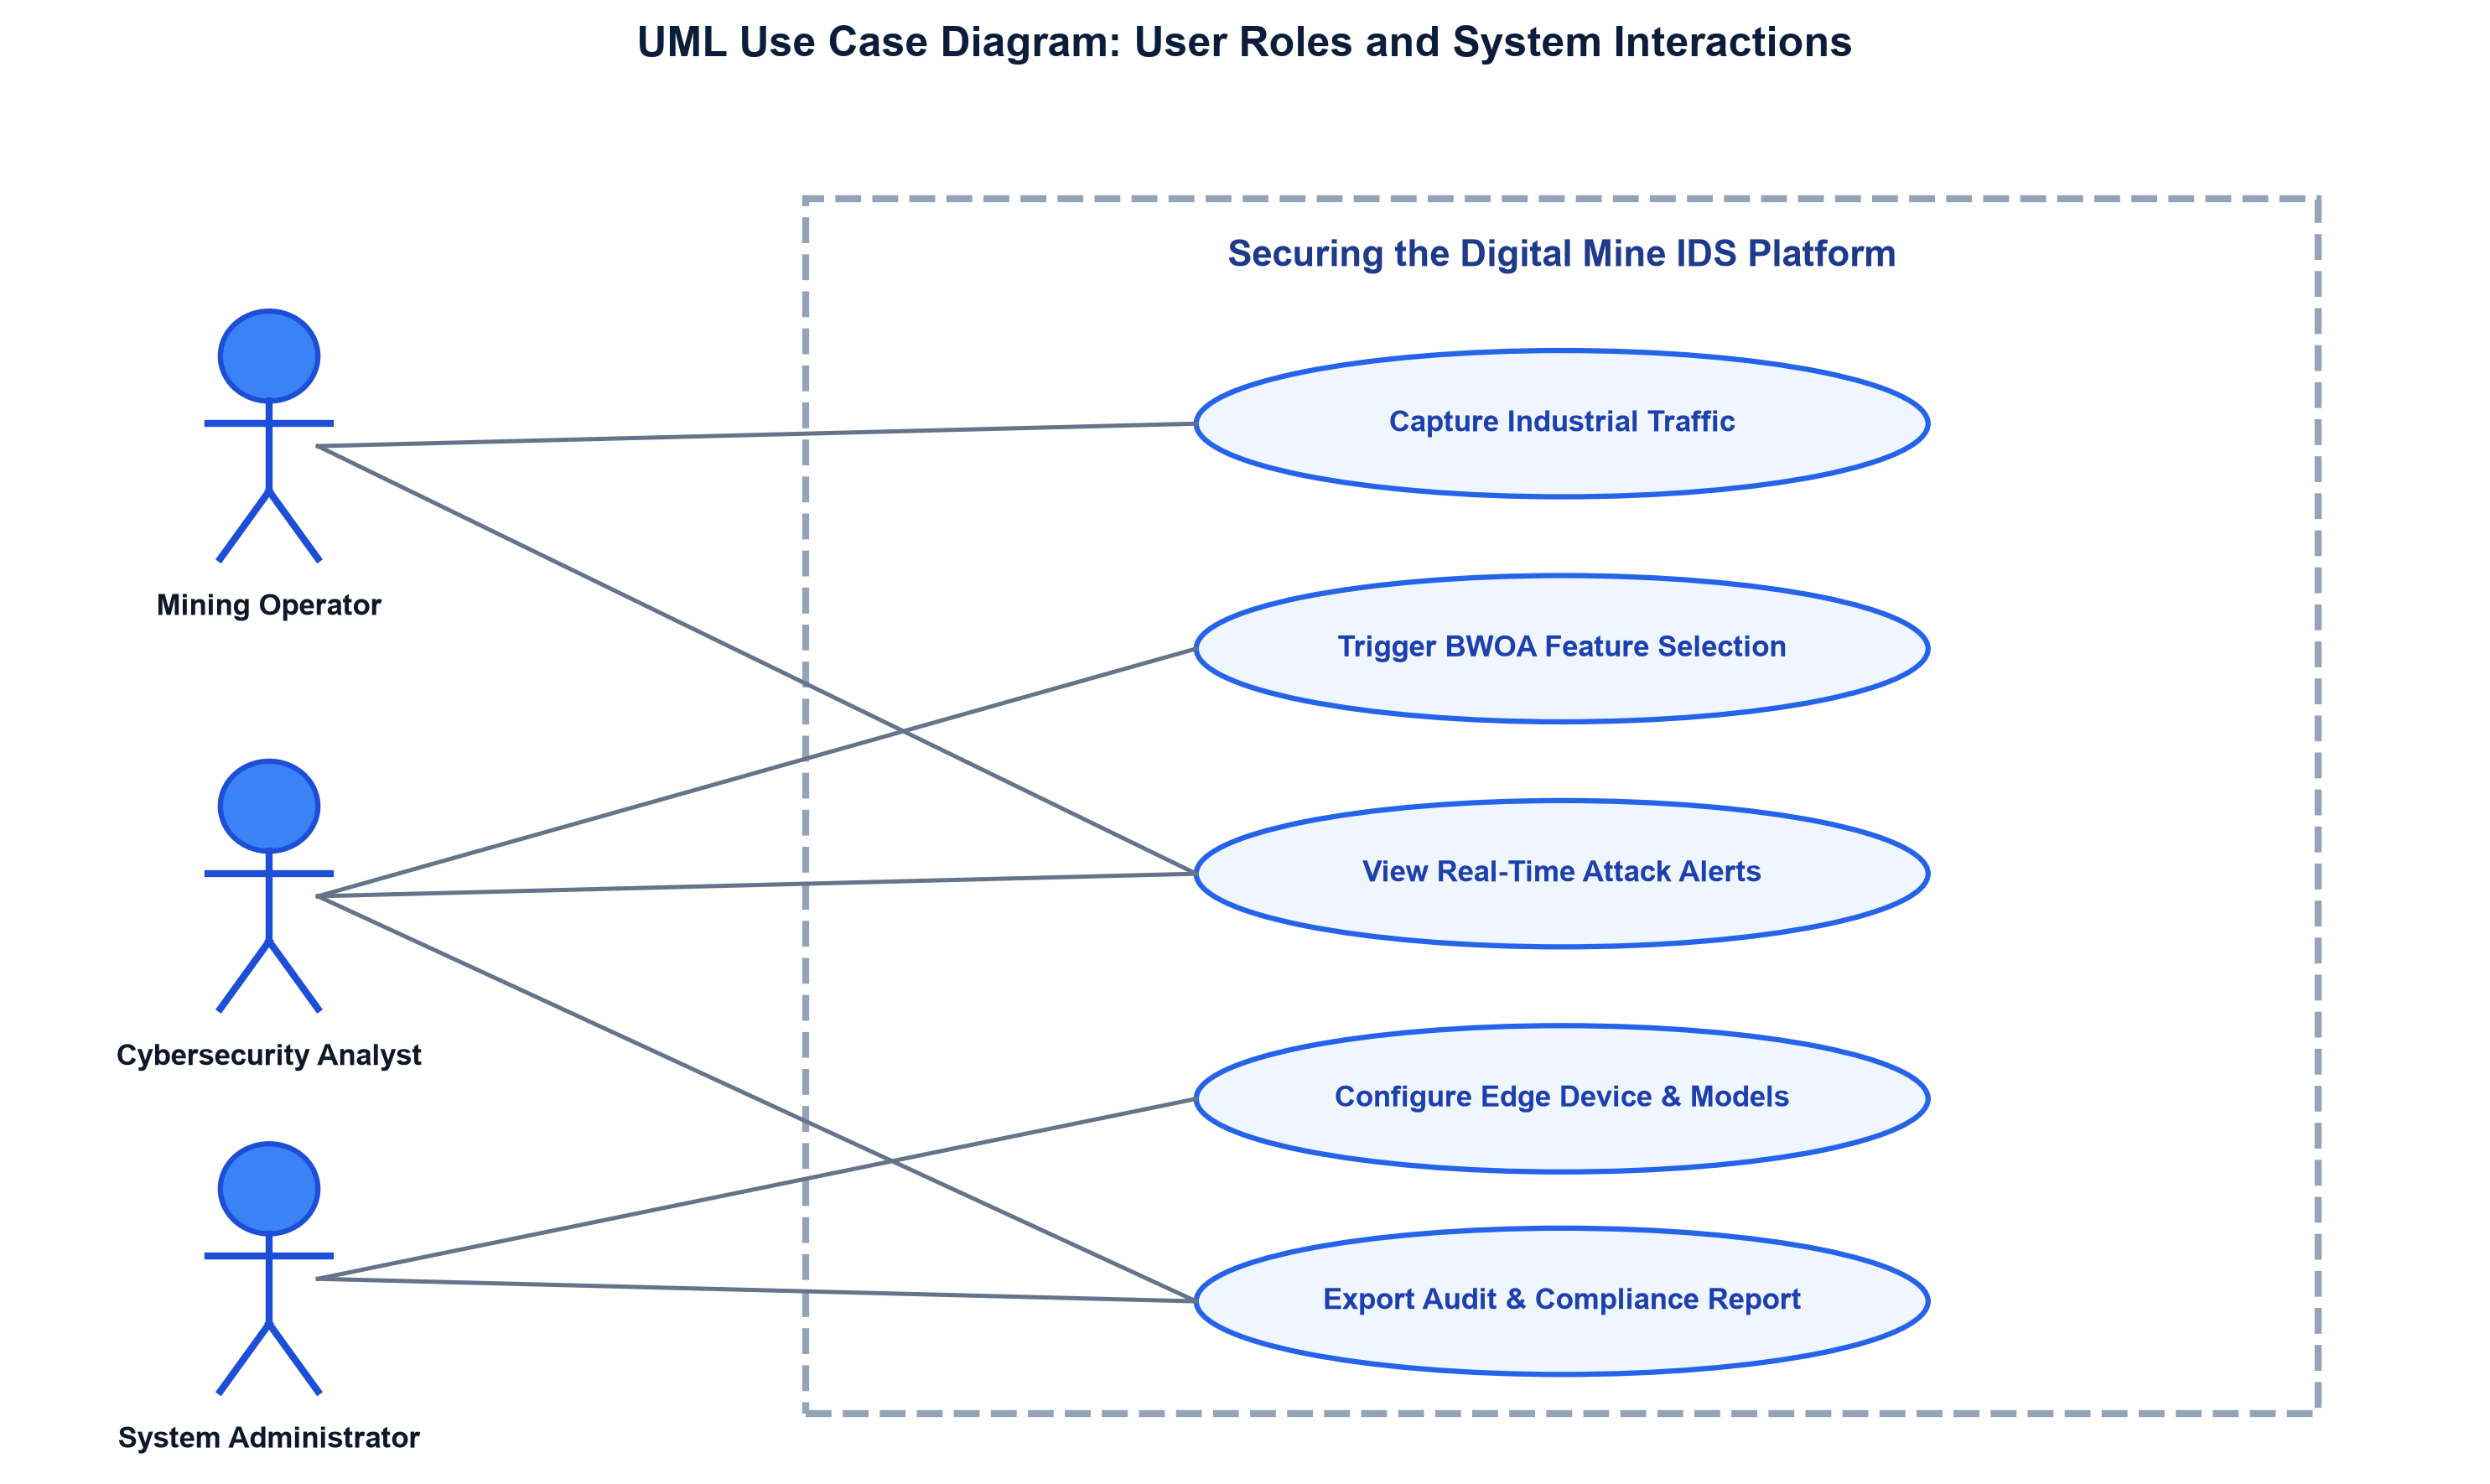 UML Use Case Diagram: User Roles and System Interactions
Securing the Digital Mine IDS Platform
Capture Industrial Traffic
Mining Operator
Trigger BWOA Feature Selection
View Real-Time Attack Alerts
Cybersecurity Analyst
Configure Edge Device & Models
Export Audit & Compliance Report
System Administrator